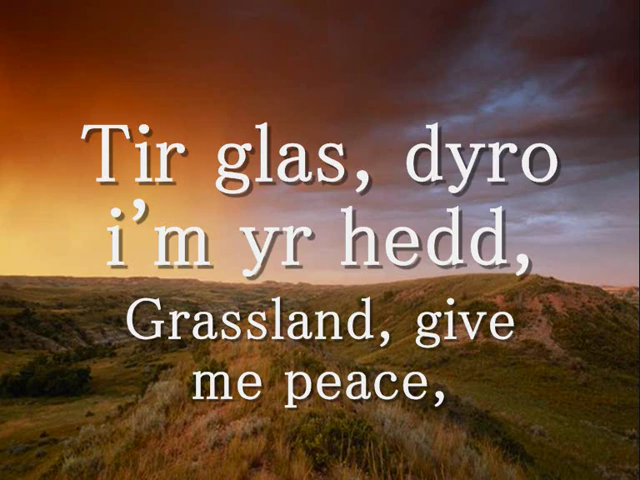 Tir glas, dyro
i'm yr hedd,
Grassland, give
me peace,